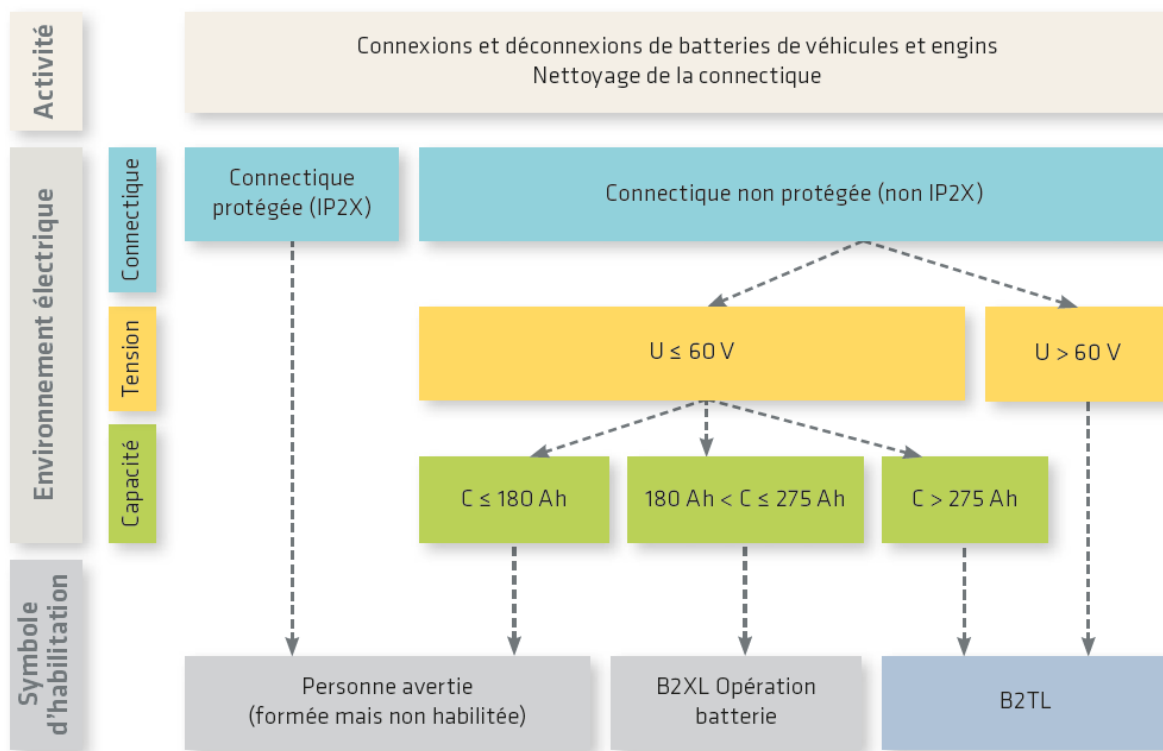 Activité
Connexions et déconnexions de batteries de véhicules et engins
Nettoyage de la connectique
Environnement électrique
Connectique
Connectique
protégée (IP2X)
Connectique non protégée (non IP2X)
Tension
U ≤ 60 V
U > 60 V
Capacité
C ≤ 180 Ah
180 Ah < C ≤ 275 Ah
C > 275 Ah
Symbole
d'habilitation
Personne avertie
(formée mais non habilitée)
B2XL Opération
batterie
B2TL